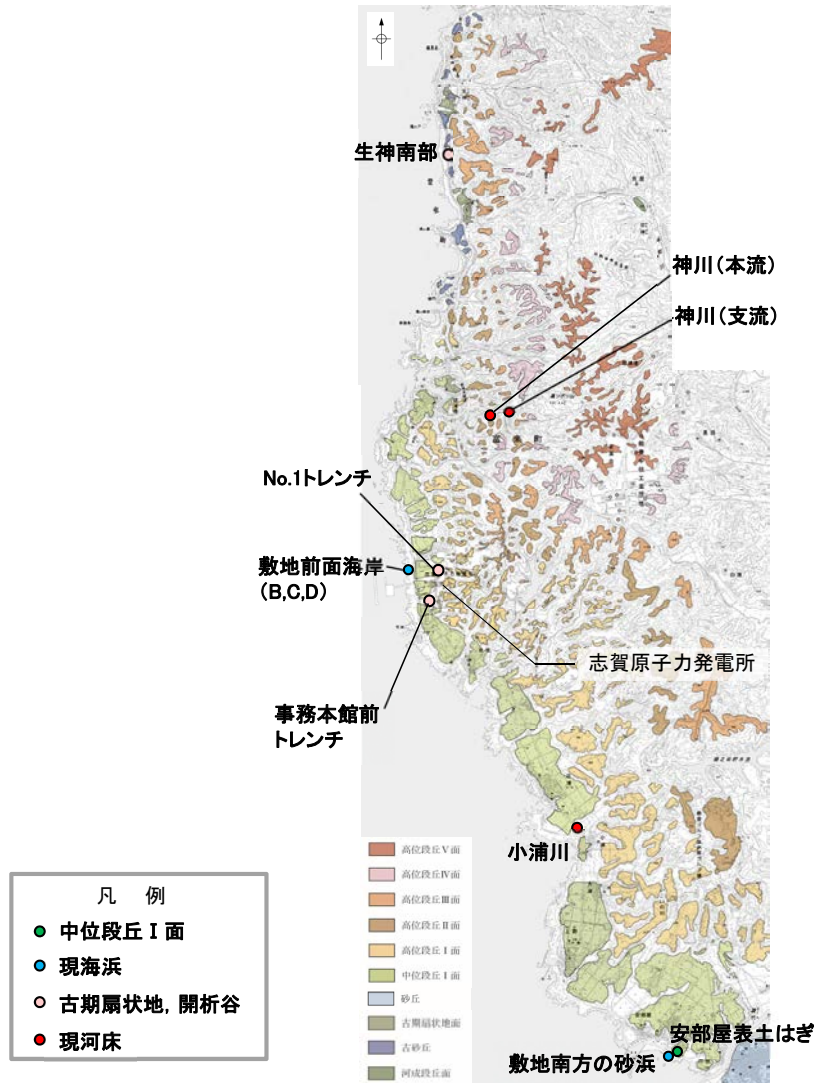 生神南部
神川(本流)
神川(支流)
No.1トレンチ
敷地前面海岸
(B,C,D)
志賀原子力発電所
事務本館前
トレンチ
小浦川
高位段丘Ⅴ面
高位段丘Ⅳ面
高位段丘Ⅲ面
高位段丘Ⅱ面
高位段丘Ⅰ面
中位段丘Ⅰ面
砂丘
古期扇状地面
古砂丘
河成段丘面
凡 例
中位段丘Ⅰ面
現海浜
古期扇状地,開析谷
現河床
安部屋表土はぎ
敷地南方の砂浜